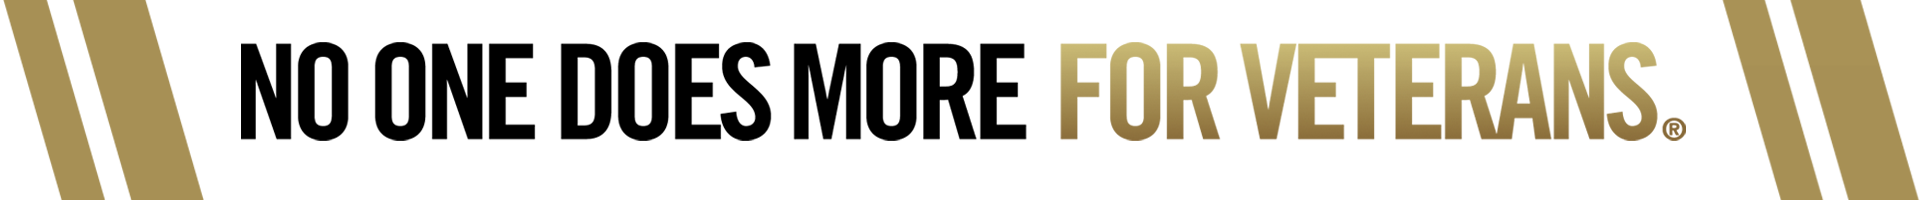 NO ONE DOES MORE FOR VETERANS.®